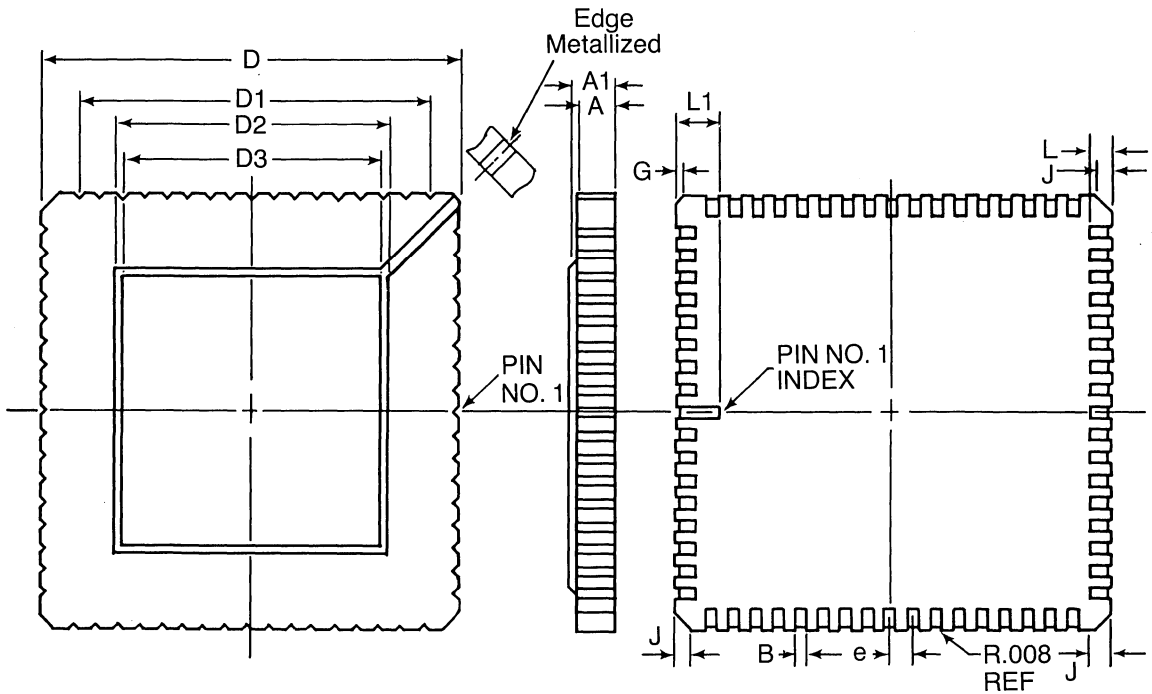 Edge
Metallized
D
D1
D2
D3
A1
A
L1
L
J
G
PIN
NO. 1
PIN NO. 1
INDEX
J
B
e
R.008
REF
J